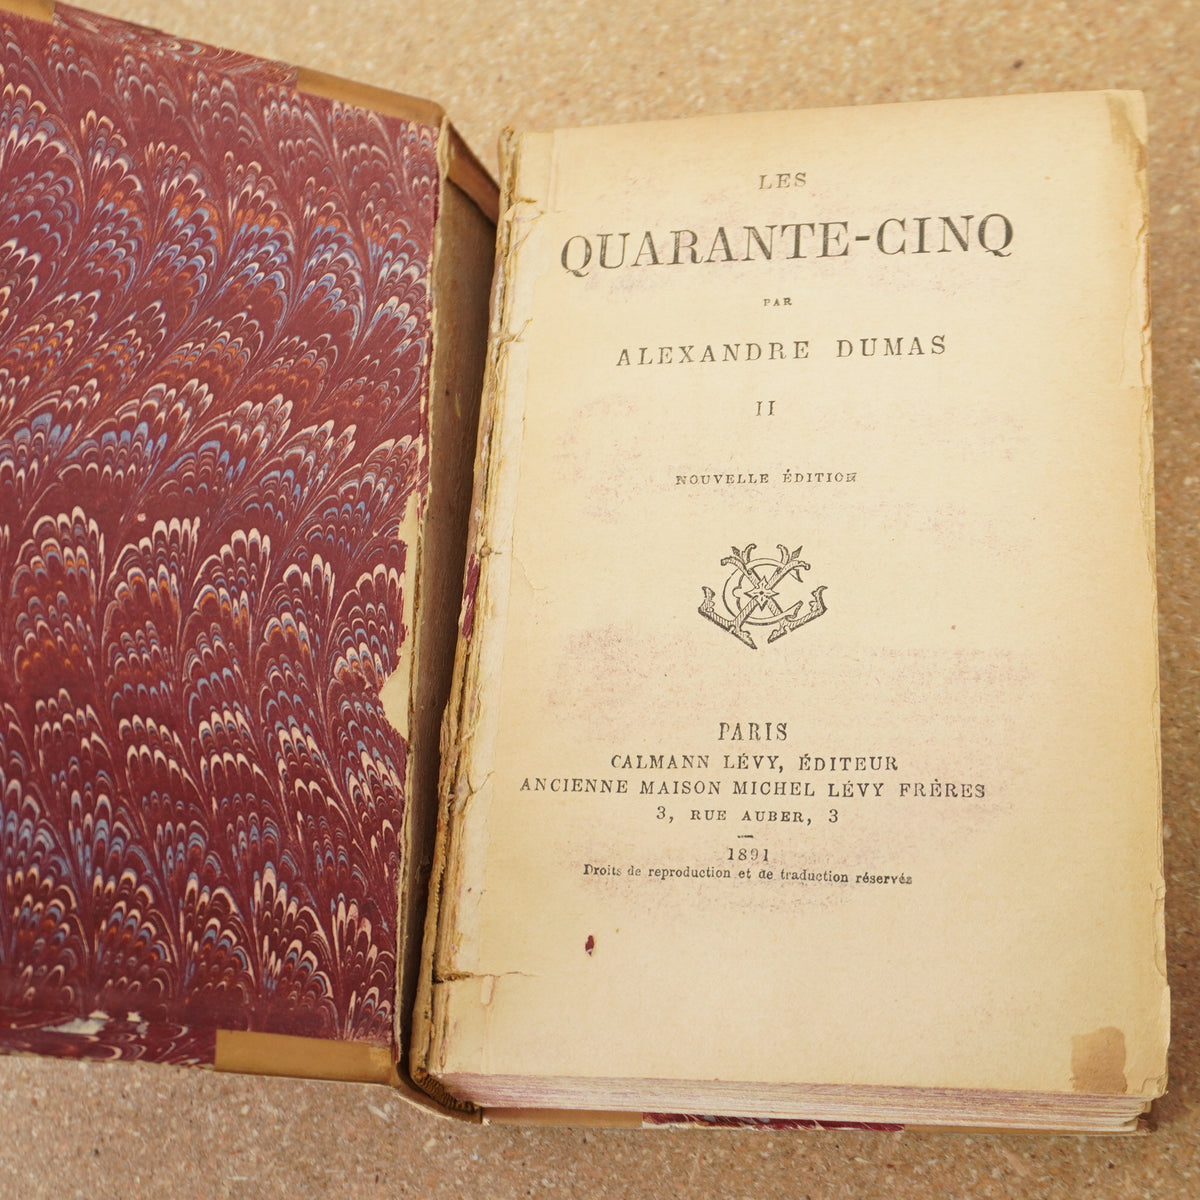 LES
QUARANTE-CINQ
PAR
ALEXANDRE DUMAS
II
NOUVELLE ÉDITION
PARIS
CALMANN LÉVY, ÉDITEUR
ANCIENNE MAISON MICHEL LÉVY FRÈRES
3, RUE AUBER, 3
1891
Droits de reproduction et de traduction réservés